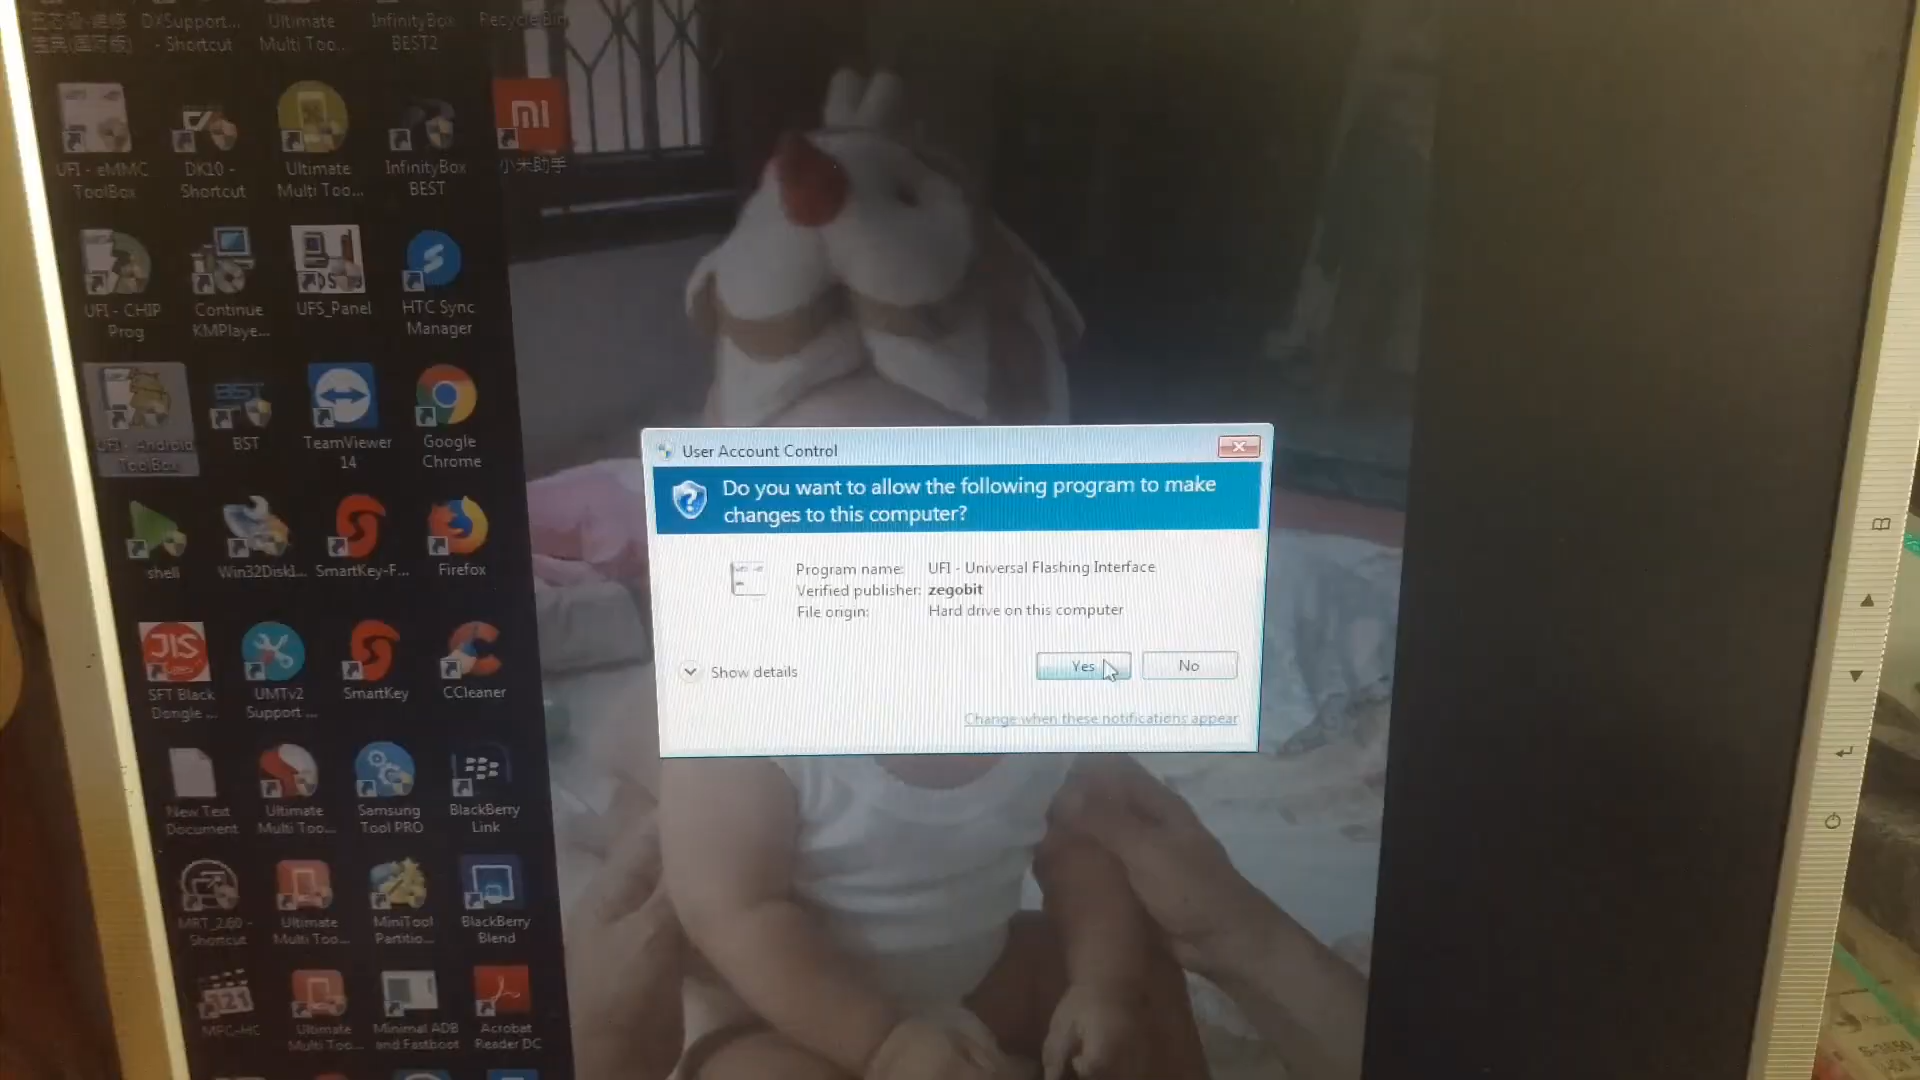 DXSupport...
- Shortcut
Ultimate
Multi Too...
InfinityBox
BEST2
Recycle Bin
UFI - eMMC
ToolBox
DK10 -
Shortcut
Ultimate
Multi Too...
InfinityBox
BEST
小米助手
UFI - CHIP
Prog
Continue
KMPlaye...
UFS_Panel
HTC Sync
Manager
UFI - Android
ToolBox
BST
TeamViewer
14
Google
Chrome
shell
Win32DiskI...
SmartKey-F...
Firefox
SFT Black
Dongle ...
UMTv2
Support ...
SmartKey
CCleaner
New Text
Document
Ultimate
Multi Too...
Samsung
Tool PRO
BlackBerry
Link
MRT_2.60 -
Shortcut
Ultimate
Multi Too...
MiniTool
Partitio...
BlackBerry
Blend
MPC-HC
Ultimate
Multi Too...
Minimal ADB
and Fastboot
Acrobat
Reader DC
User Account Control
Do you want to allow the following program to make
changes to this computer?
Program name: UFI - Universal Flashing Interface
Verified publisher: zegobit
File origin: Hard drive on this computer
Show details
Yes
No
Change when these notifications appear